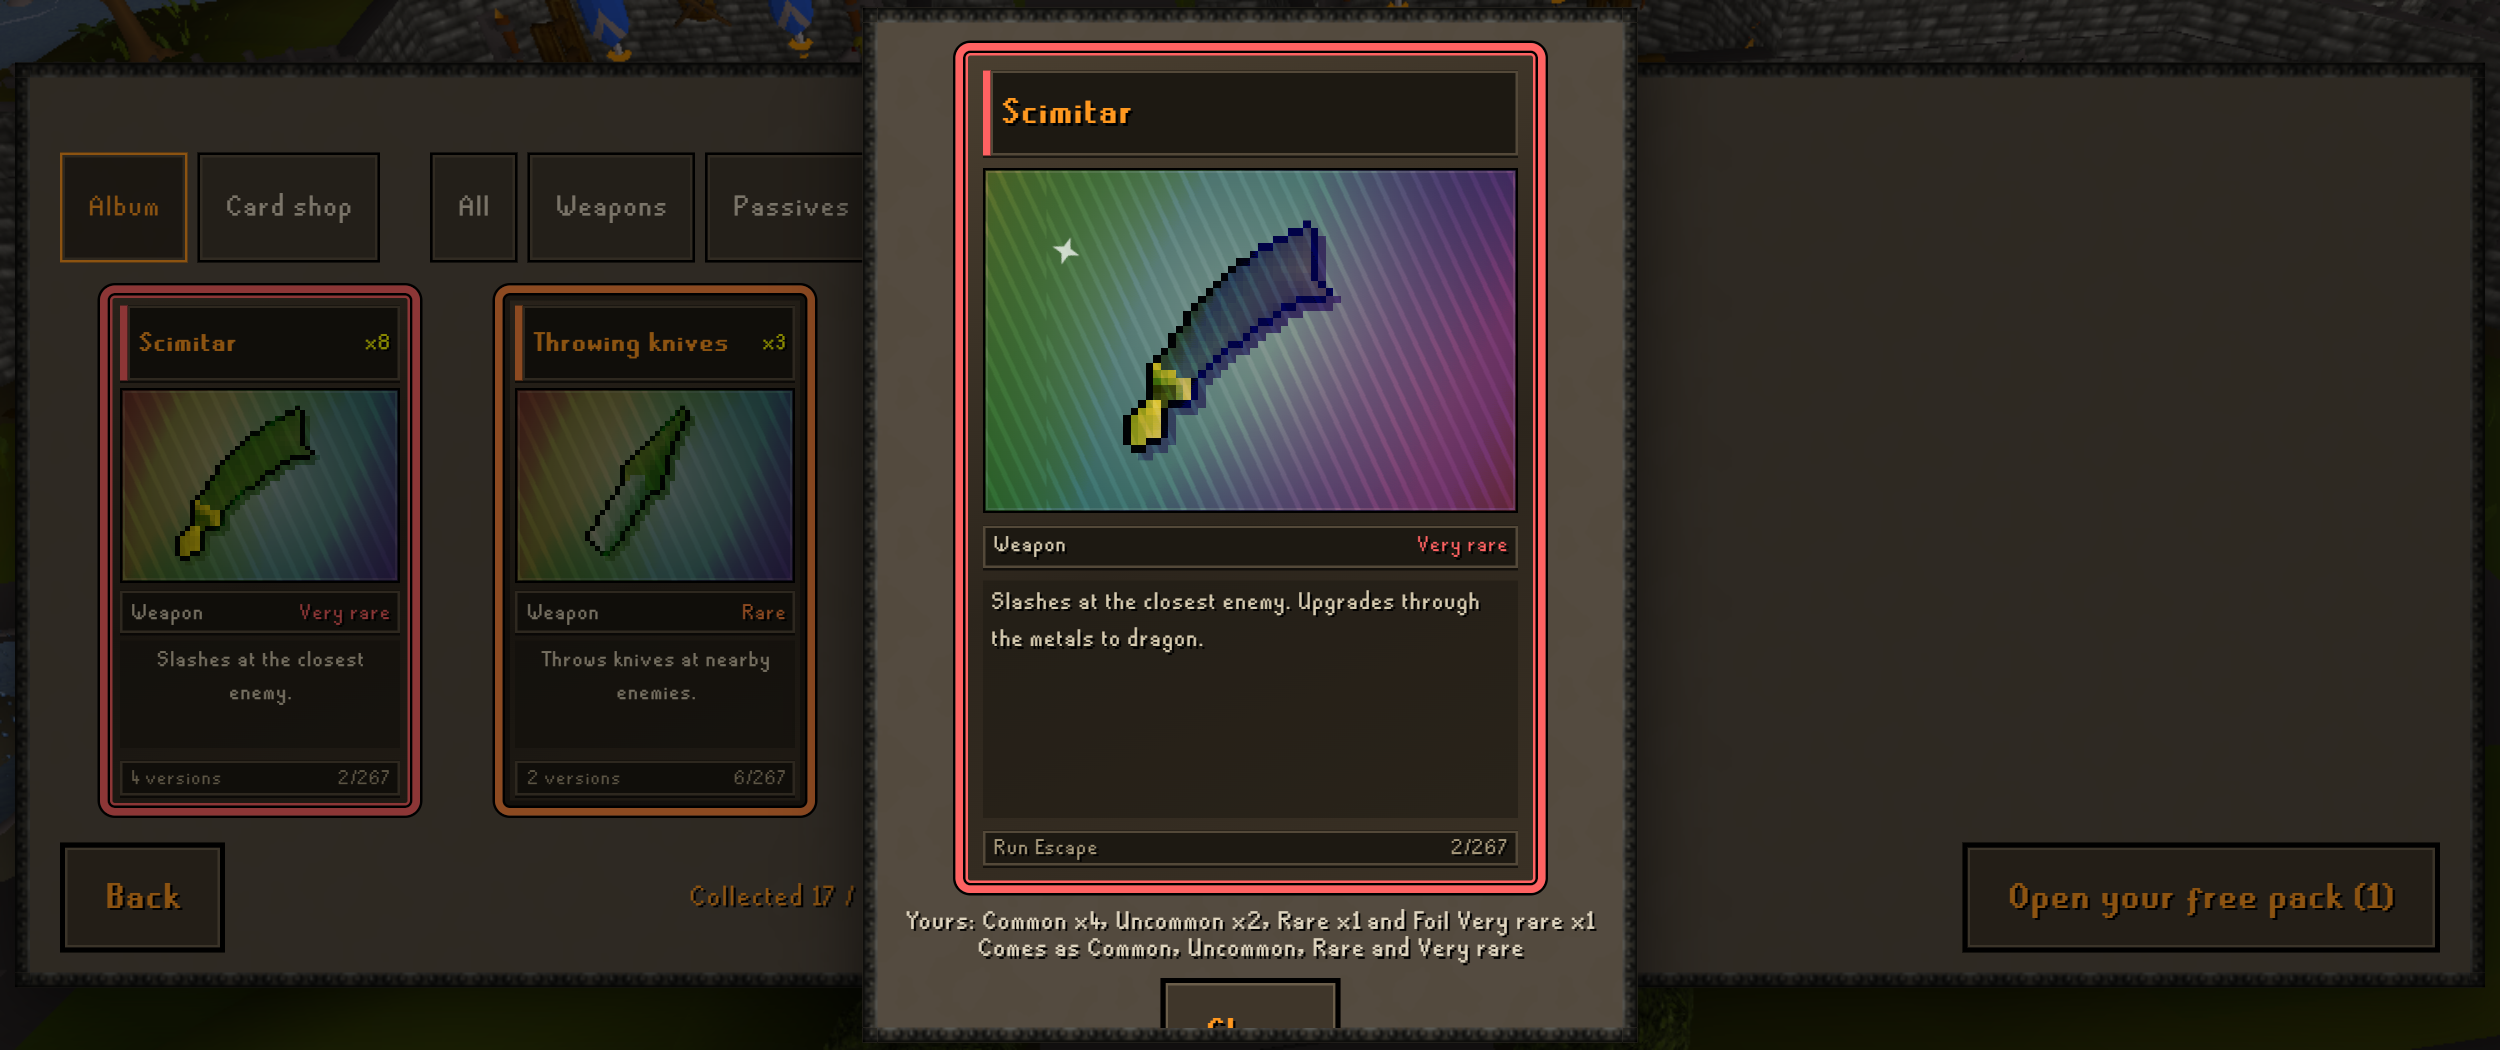 Album
Card shop
All
Weapons
Passives
Scimitar x8
Weapon Very rare
Slashes at the closest
enemy.
4 versions 2/267
Throwing knives x3
Weapon Rare
Throws knives at nearby
enemies.
2 versions 6/267
Back
Collected 17 /
Scimitar
Weapon Very rare
Slashes at the closest enemy. Upgrades through
the metals to dragon.
Run Escape 2/267
Yours: Common x4, Uncommon x2, Rare x1 and Foil Very rare x1
Comes as Common, Uncommon, Rare and Very rare
Open your free pack (1)